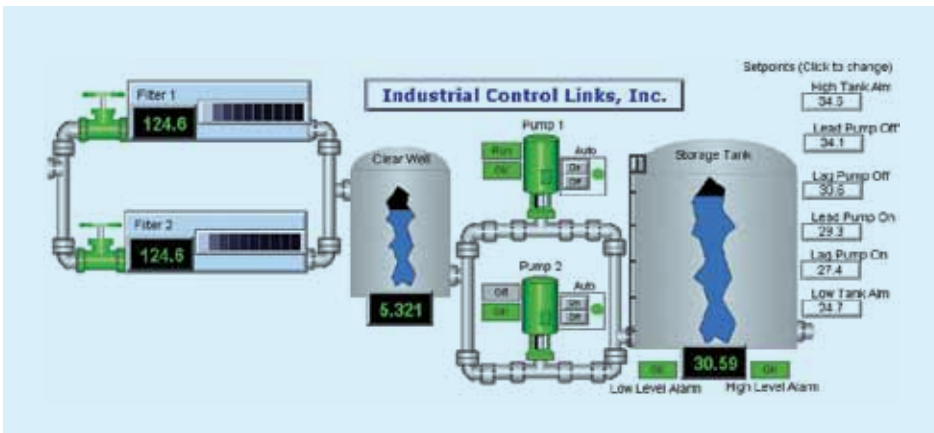 Setpoints (Click to change)
High Tank Alm
34.5
Lead Pump Off
34.1
Lag Pump Off
30.6
Lead Pump On
29.3
Lag Pump On
27.4
Low Tank Alm
24.7
Industrial Control Links, Inc.
Filter 1
124.6
Filter 2
124.6
Clear Well
5.321
Pump 1
Run
Auto
On
Off
Pump 2
Off
Auto
On
Off
Storage Tank
30.59
Low Level Alarm
High Level Alarm